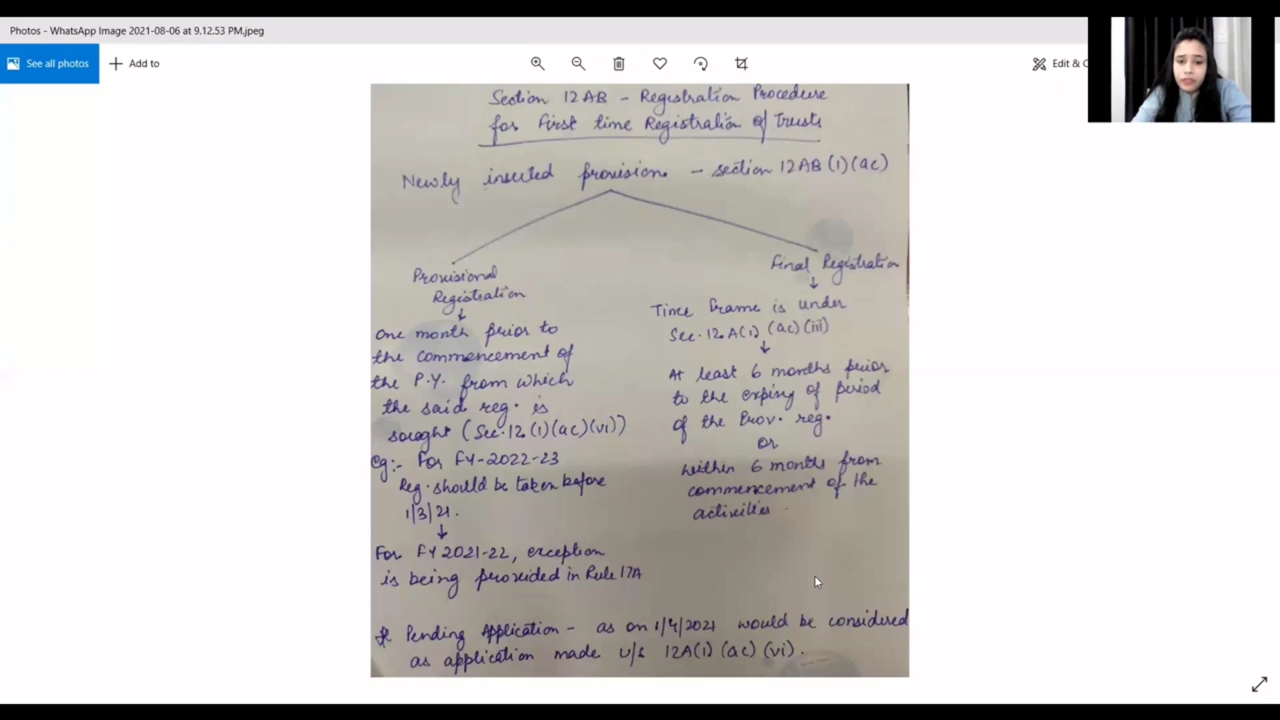 Photos - WhatsApp Image 2021-08-06 at 9.12.53 PM.jpeg
See all photos
Add to
Edit & C
Section 12AB - Registration Procedure
for First time Registration of Trusts
Newly inserted provision - section 12AB(1)(ac)
Provisional
Registration
One month prior to
the commencement of
the P.Y. from which
the said reg. is
sought (Sec.12(1)(ac)(vi))
eg:- For FY-2022-23
Reg. should be taken before
1/3/21.
For FY 2021-22, exception
is being provided in Rule 17A
Final Registration
Time frame is under
Sec.12A(1)(ac)(iii)
At least 6 months prior
to the expiry of period
of the Prov. reg.
or
within 6 months from
commencement of the
activities
Pending Application - as on 1/4/2021 would be considered
as application made u/s 12A(1)(ac)(vi).